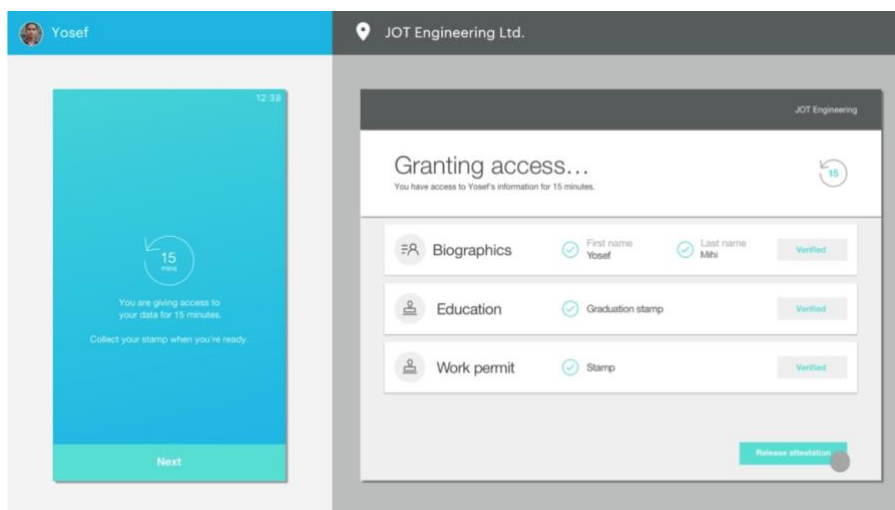 Yosef
12:38
15
mins
You are giving access to
your data for 15 minutes.
Collect your stamp when you're ready.
Next
JOT Engineering Ltd.
JOT Engineering
Granting access...
You have access to Yosef's information for 15 minutes.
15
Biographics
First name
Yosef
Last name
Mihi
Verified
Education
Graduation stamp
Verified
Work permit
Stamp
Verified
Release attestation